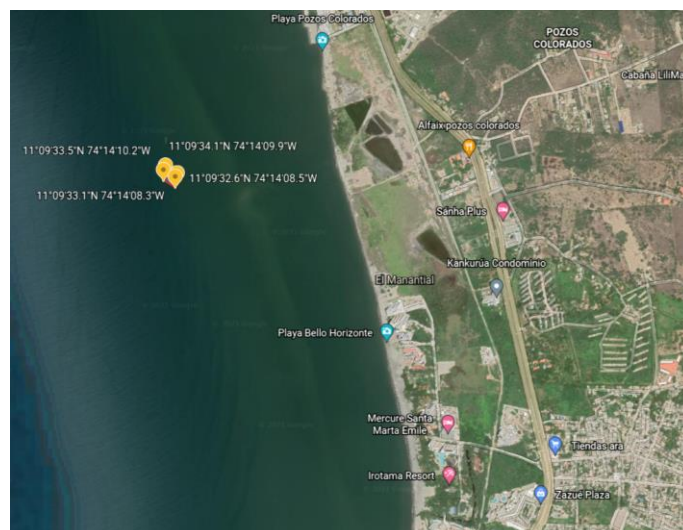 Playa Pozos Colorados
POZOS
COLORADOS
Cabaña LiliMa
Alfaix pozos colorados
11°09'33.5"N 74°14'10.2"W
11°09'34.1"N 74°14'09.9"W
11°09'32.6"N 74°14'08.5"W
11°09'33.1"N 74°14'08.3"W
Sanha Plus
Kankurúa Condominio
El Manantial
Playa Bello Horizonte
Mercure Santa
Marta Emile
Tiendas ara
Irotama Resort
Zazué Plaza